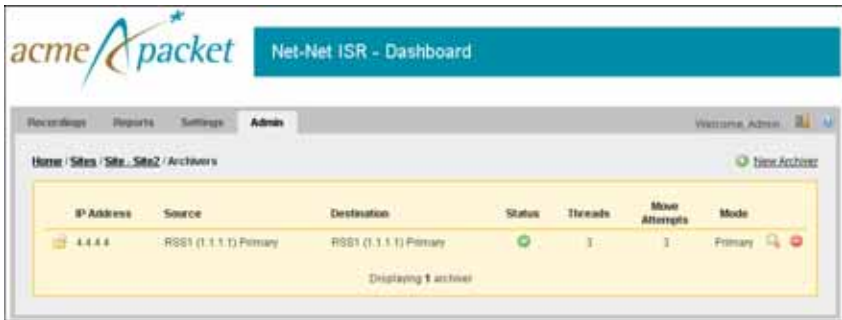 acme packet
Net-Net ISR - Dashboard
Recordings Reports Settings Admin
Welcome, Admin
Home / Sites / Site - Site2 / Archivers
New Archiver
IP Address Source Destination Status Threads Move Attempts Mode
4.4.4.4 RSS1 (1.1.1.1) Primary RSS1 (1.1.1.1) Primary 3 3 Primary
Displaying 1 archiver